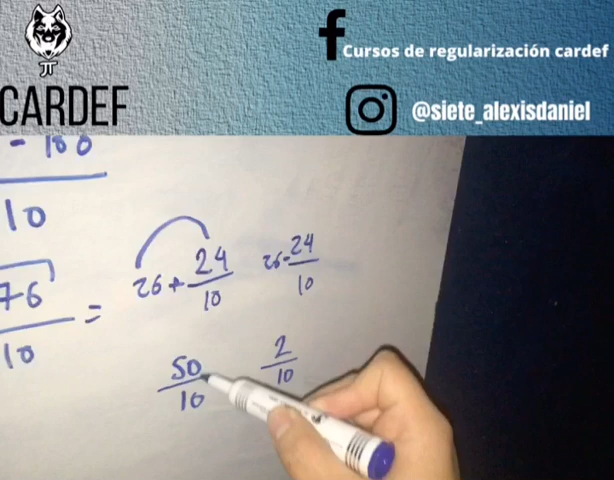 Cursos de regularización cardef
CARDEF
@siete_alexisdaniel
- 100
10
76
10
=
26 + 24
10
26 - 24
10
50
10
2
10